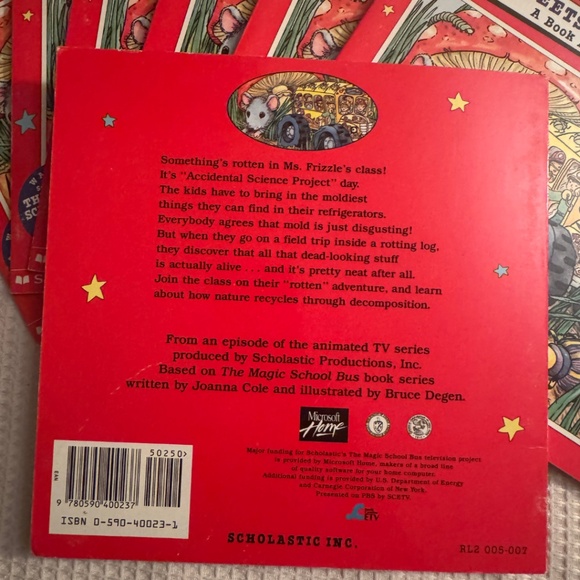 EET
A Book
Something's rotten in Ms. Frizzle's class!
It's "Accidental Science Project" day.
The kids have to bring in the moldiest
things they can find in their refrigerators.
Everybody agrees that mold is just disgusting!
But when they go on a field trip inside a rotting log,
they discover that all that dead-looking stuff
is actually alive . . . and it's pretty neat after all.
Join the class on their "rotten" adventure, and learn
about how nature recycles through decomposition.
From an episode of the animated TV series
produced by Scholastic Productions, Inc.
Based on The Magic School Bus book series
written by Joanna Cole and illustrated by Bruce Degen.
Microsoft
Home
Major funding for Scholastic's The Magic School Bus television project
is provided by Microsoft Home, makers of a broad line
of quality software for your home computer.
Additional funding is provided by U.S. Department of Energy
and Carnegie Corporation of New York.
Presented on PBS by SCETV.
ETV
50250>
9 780590 400237
ISBN 0-590-40023-1
SCHOLASTIC INC.
RL2 005-007